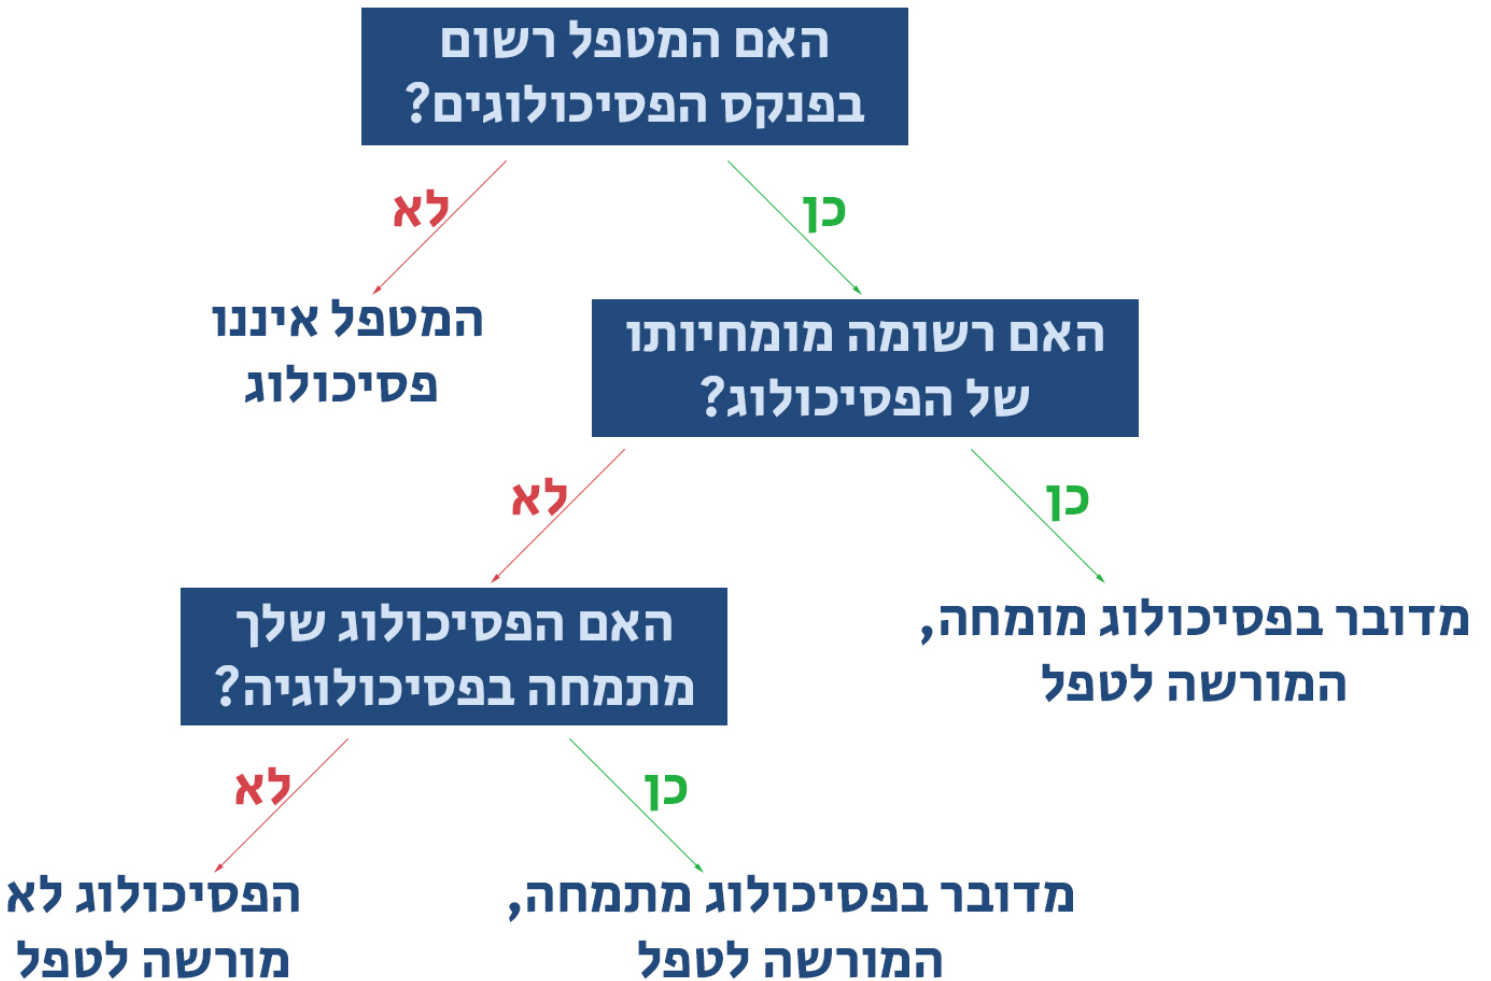 האם המטפל רשום
בפנקס הפסיכולוגים?
כן
לא
המטפל איננו
פסיכולוג
האם רשומה מומחיותו
של הפסיכולוג?
כן
לא
מדובר בפסיכולוג מומחה,
המורשה לטפל
האם הפסיכולוג שלך
מתמחה בפסיכולוגיה?
כן
לא
מדובר בפסיכולוג מתמחה,
המורשה לטפל
הפסיכולוג לא
מורשה לטפל